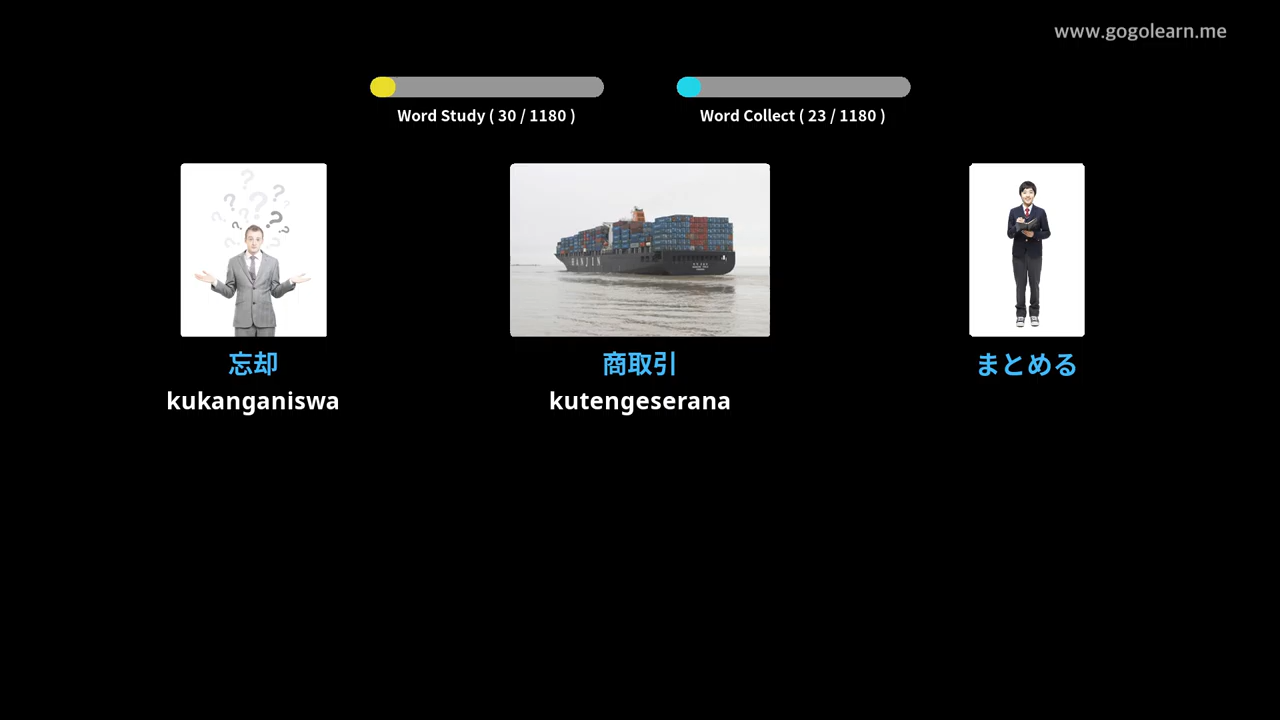 www.gogolearn.me
Word Study ( 30 / 1180 )
Word Collect ( 23 / 1180 )
HANJIN
忘却
商取引
まとめる
kukanganiswa
kutengeserana